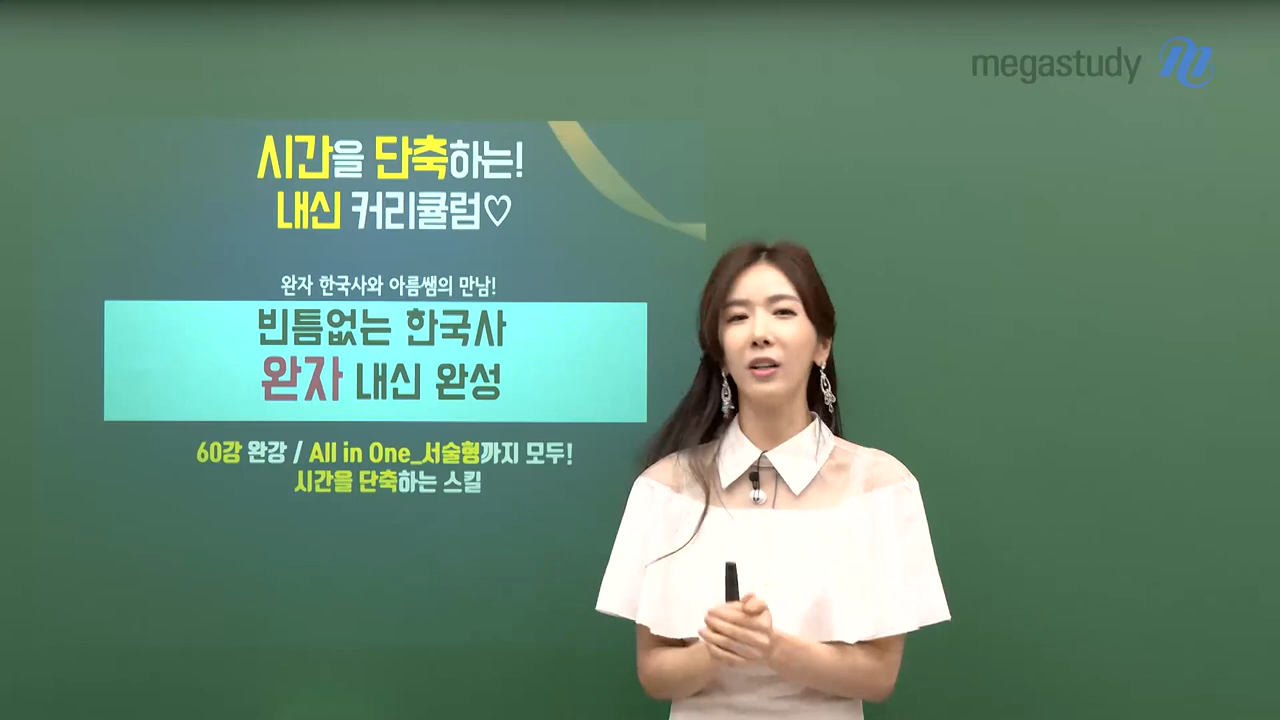 megastudy
시간을 단축하는!
내신 커리큘럼♡
완자 한국사와 아름쌤의 만남!
빈틈없는 한국사
완자 내신 완성
60강 완강 / All in One_서술형까지 모두!
시간을 단축하는 스킬